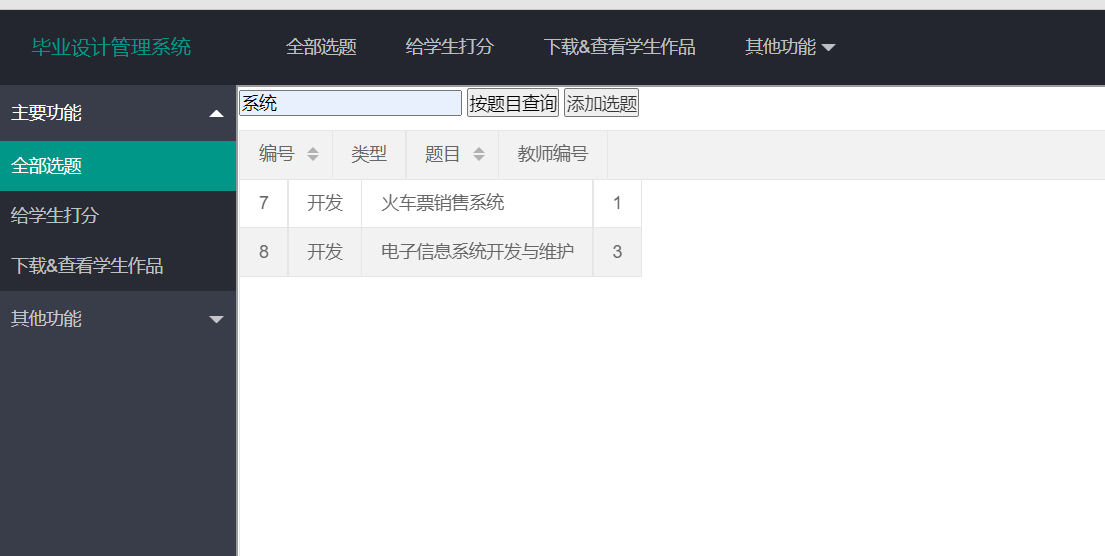 毕业设计管理系统 全部选题 给学生打分 下载&查看学生作品 其他功能
主要功能
全部选题
给学生打分
下载&查看学生作品
其他功能
系统 按题目查询 添加选题
编号 类型 题目 教师编号
7 开发 火车票销售系统 1
8 开发 电子信息系统开发与维护 3